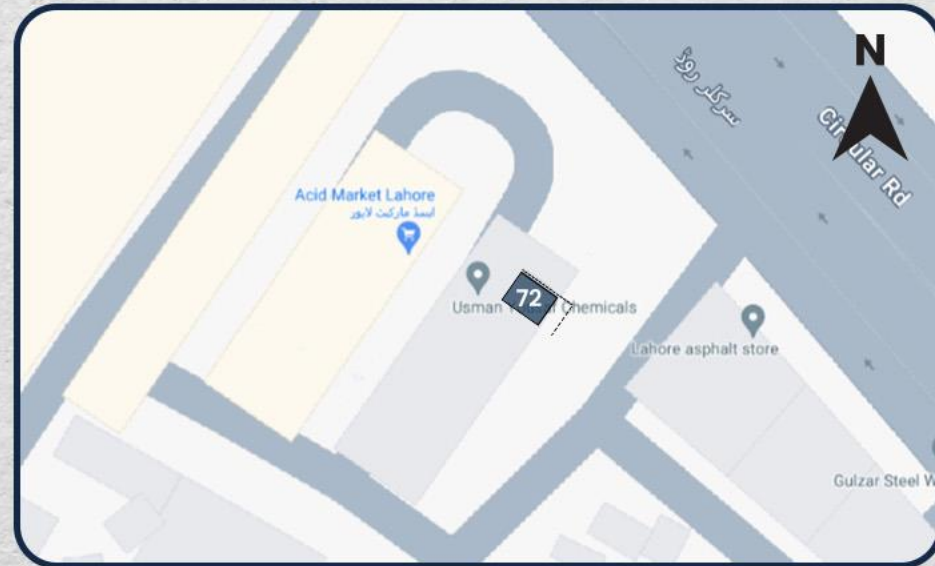 N
سرکلر روڈ
Circular Rd
Acid Market Lahore
ایسڈ مارکیٹ لاہور
72
Usman
Chemicals
Lahore asphalt store
Gulzar Steel W